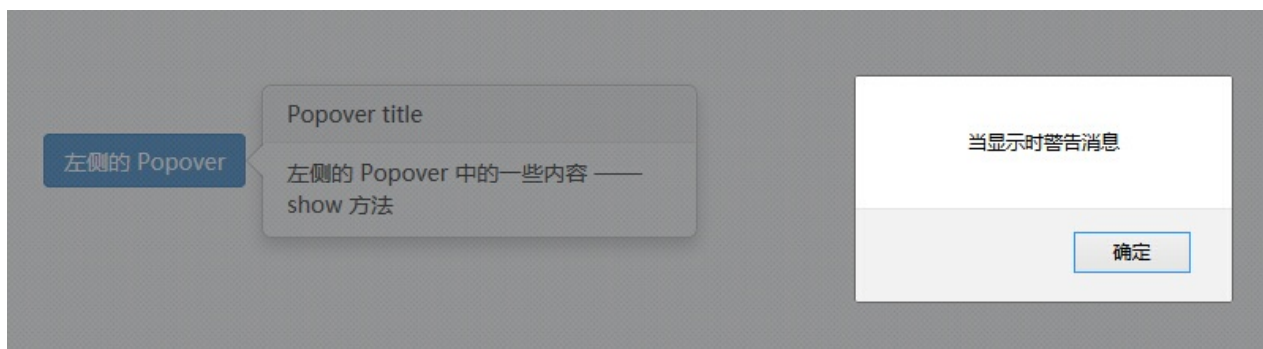 左侧的 Popover
Popover title
左侧的 Popover 中的一些内容 ——
show 方法
当显示时警告消息
确定